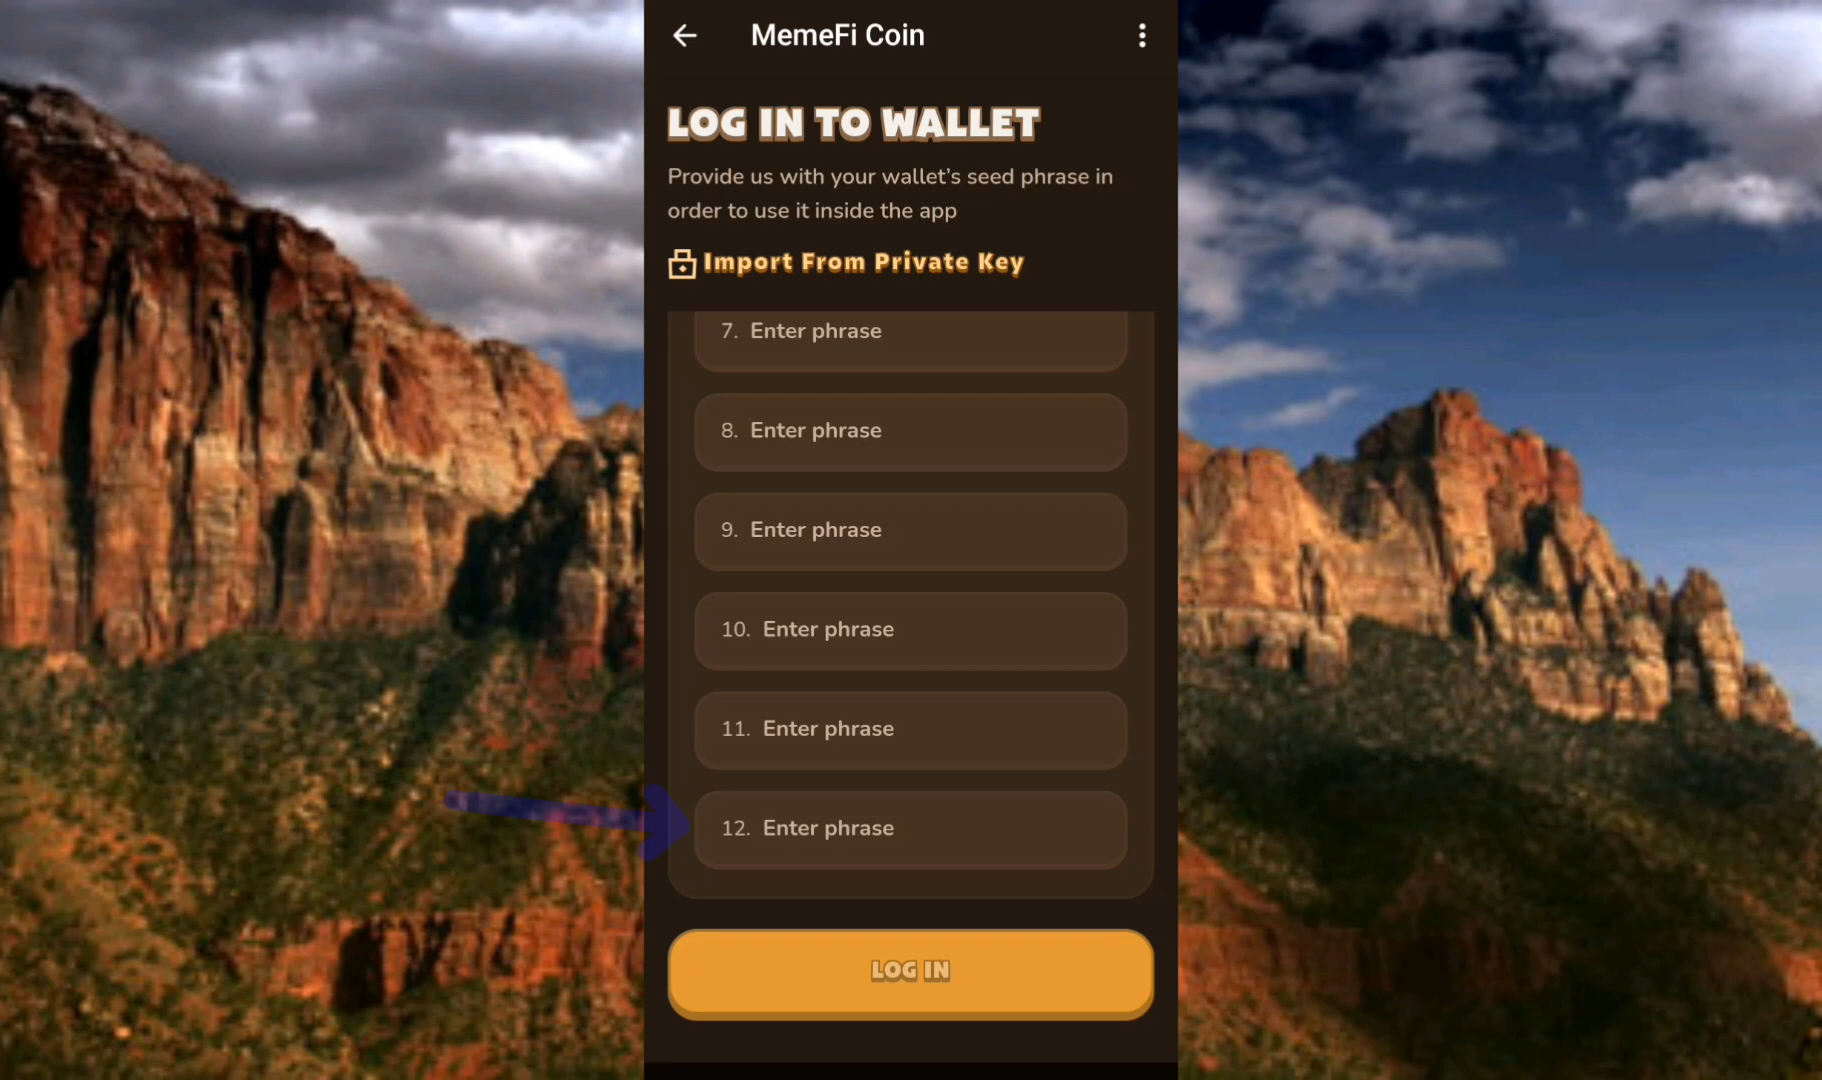 MemeFi Coin
LOG IN TO WALLET
Provide us with your wallet's seed phrase in
order to use it inside the app
Import From Private Key
7. Enter phrase
8. Enter phrase
9. Enter phrase
10. Enter phrase
11. Enter phrase
12. Enter phrase
LOG IN